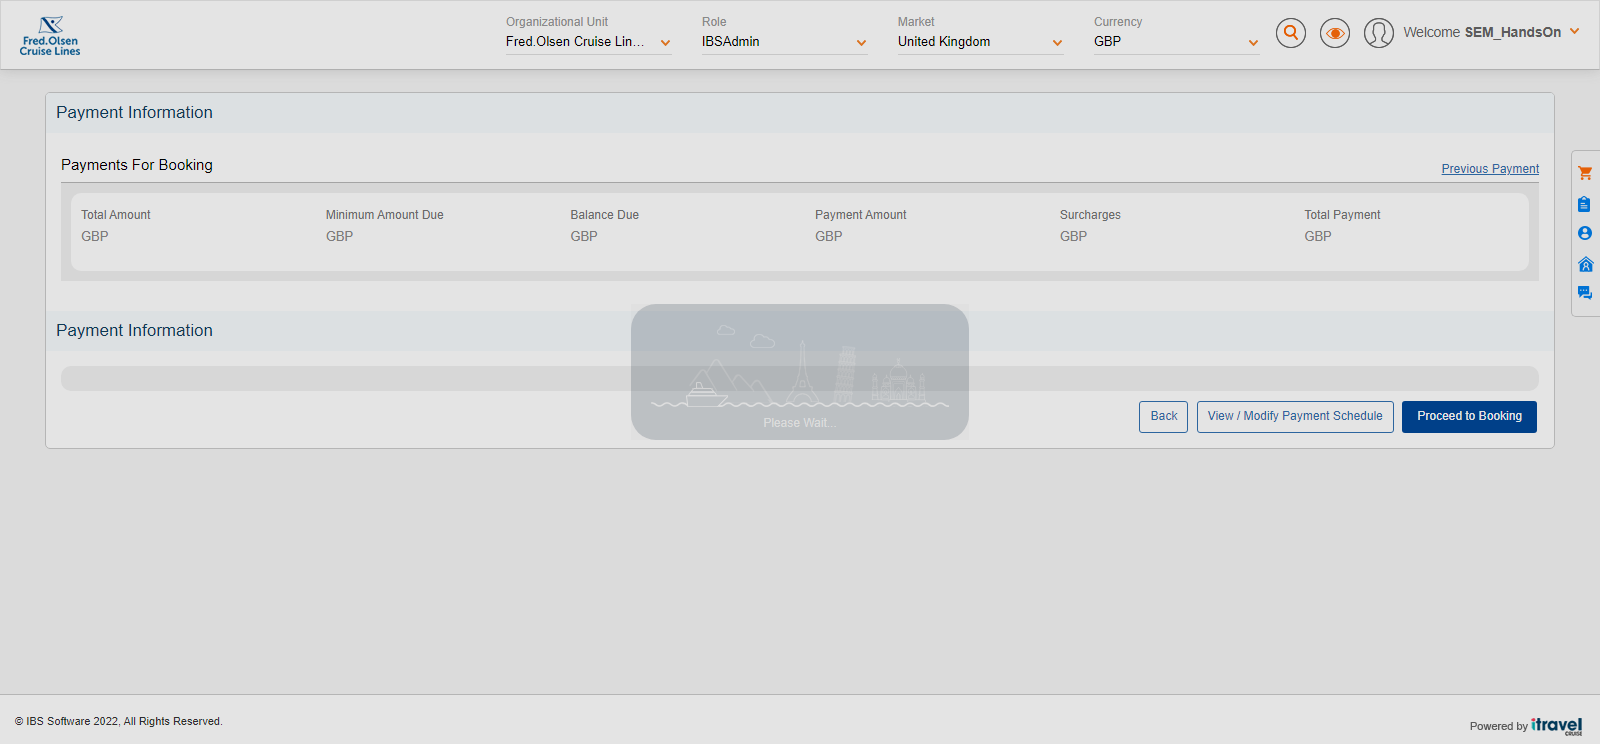 Fred.Olsen
Cruise Lines
Organizational Unit
Fred.Olsen Cruise Lin...
Role
IBSAdmin
Market
United Kingdom
Currency
GBP
Welcome SEM_HandsOn
Payment Information
Payments For Booking
Previous Payment
Total Amount
GBP
Minimum Amount Due
GBP
Balance Due
GBP
Payment Amount
GBP
Surcharges
GBP
Total Payment
GBP
Payment Information
Please Wait...
Back
View / Modify Payment Schedule
Proceed to Booking
© IBS Software 2022, All Rights Reserved.
Powered by itravel
CRUISE